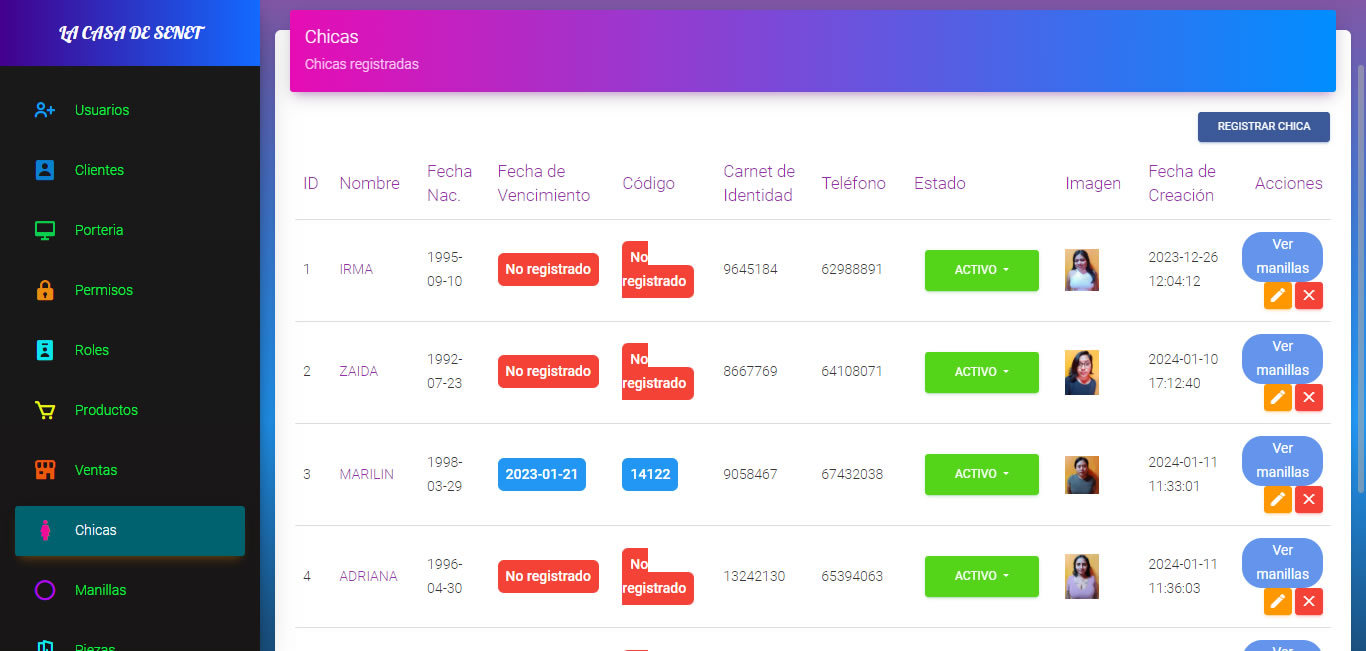 LA CASA DE SENET
Usuarios
Clientes
Porteria
Permisos
Roles
Productos
Ventas
Chicas
Manillas
Piezas
Chicas
Chicas registradas
REGISTRAR CHICA
ID Nombre Fecha Nac. Fecha de Vencimiento Código Carnet de Identidad Teléfono Estado Imagen Fecha de Creación Acciones
1 IRMA 1995-09-10 No registrado No registrado 9645184 62988891 ACTIVO 2023-12-26 12:04:12 Ver manillas
2 ZAIDA 1992-07-23 No registrado No registrado 8667769 64108071 ACTIVO 2024-01-10 17:12:40 Ver manillas
3 MARILIN 1998-03-29 2023-01-21 14122 9058467 67432038 ACTIVO 2024-01-11 11:33:01 Ver manillas
4 ADRIANA 1996-04-30 No registrado No registrado 13242130 65394063 ACTIVO 2024-01-11 11:36:03 Ver manillas
Ver